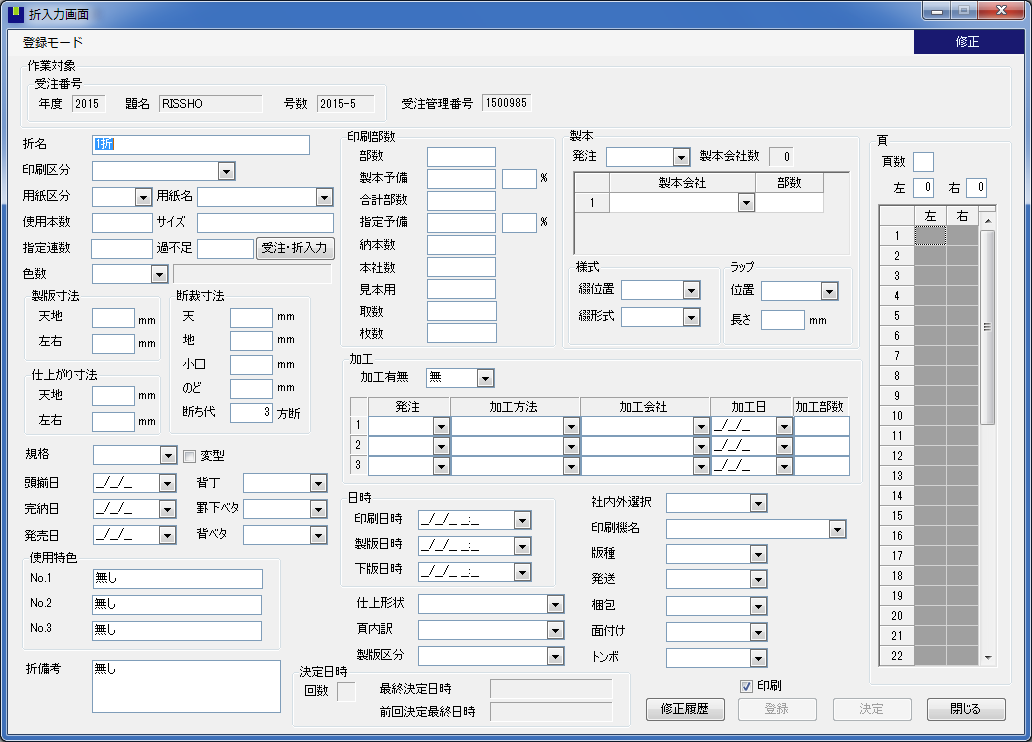 折入力画面
登録モード
修正
作業対象
受注番号
年度 2015 題名 RISSHO 号数 2015-5 受注管理番号 1500985
折名 1折
印刷区分
用紙区分 用紙名
使用本数 サイズ
指定連数 過不足 受注・折入力
色数
製版寸法
天地 mm
左右 mm
仕上がり寸法
天地 mm
左右 mm
断裁寸法
天 mm
地 mm
小口 mm
のど mm
断ち代 3 方断
規格 変型
頭揃日 _/_/_ 背丁
完納日 _/_/_ 罫下ベタ
発売日 _/_/_ 背ベタ
使用特色
No.1 無し
No.2 無し
No.3 無し
折備考 無し
印刷部数
部数
製本予備 %
合計部数
指定予備 %
納本数
本社数
見本用
取数
枚数
製本
発注 製本会社数 0
製本会社 部数
1
様式
綴位置
綴形式
ラップ
位置
長さ mm
加工
加工有無 無
発注 加工方法 加工会社 加工日 加工部数
1 _/_/_
2 _/_/_
3 _/_/_
日時
印刷日時 _/_/_ _:_
製版日時 _/_/_ _:_
下版日時 _/_/_ _:_
仕上形状
頁内訳
製版区分
社内外選択
印刷機名
版種
発送
梱包
面付け
トンボ
決定日時
回数 最終決定日時
前回決定最終日時
頁
頁数
左 0 右 0
左 右
1
2
3
4
5
6
7
8
9
10
11
12
13
14
15
16
17
18
19
20
21
22
印刷
修正履歴 登録 決定 閉じる